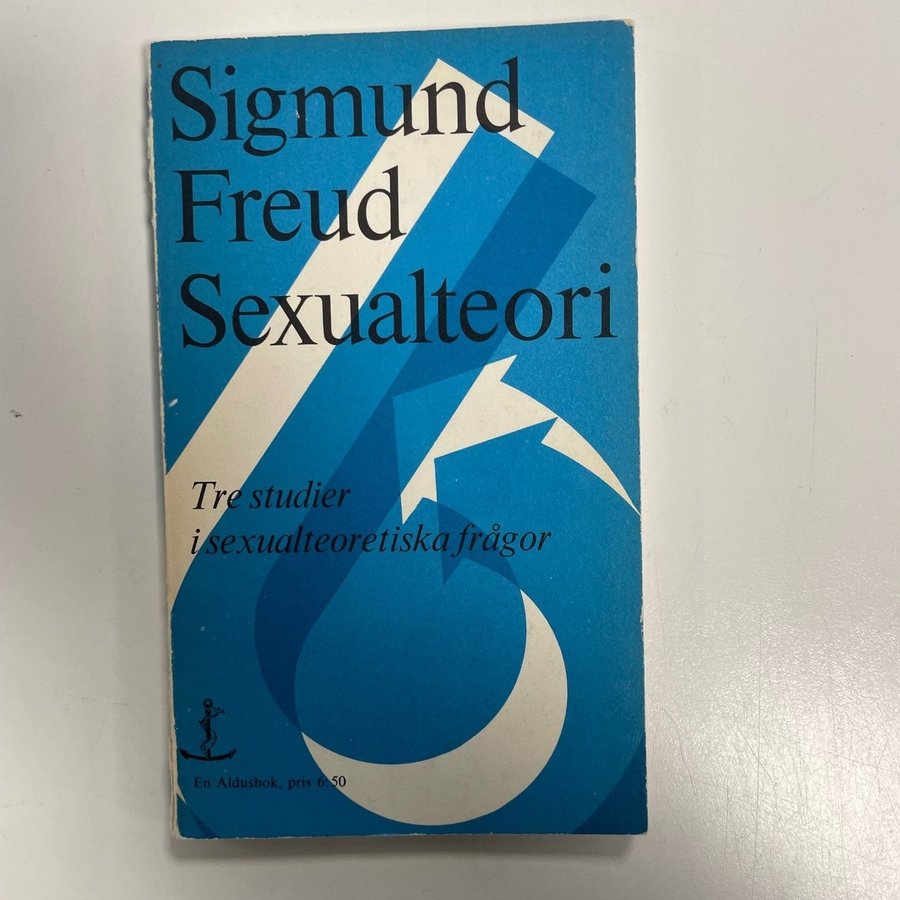 Sigmund
Freud
Sexualteori
Tre studier
i sexualteoretiska frågor
En Aldusbok, pris 6:50